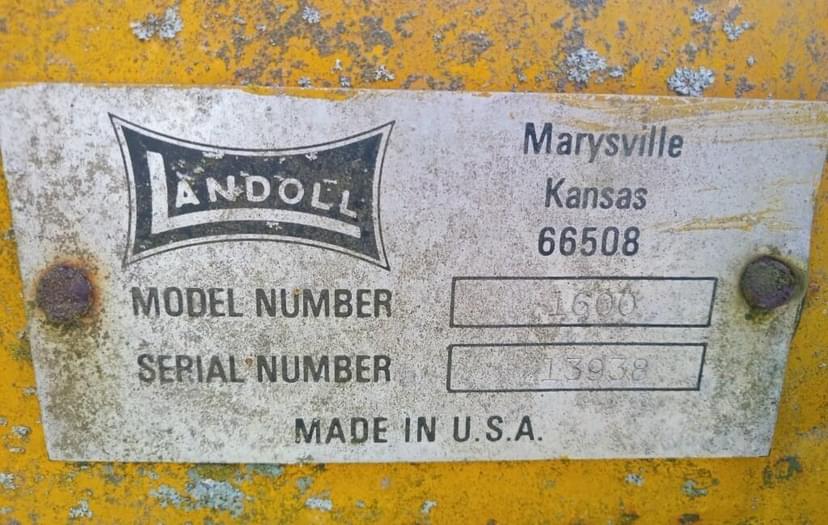 LANDOLL
Marysville
Kansas
66508
MODEL NUMBER 1600
SERIAL NUMBER 13938
MADE IN U.S.A.